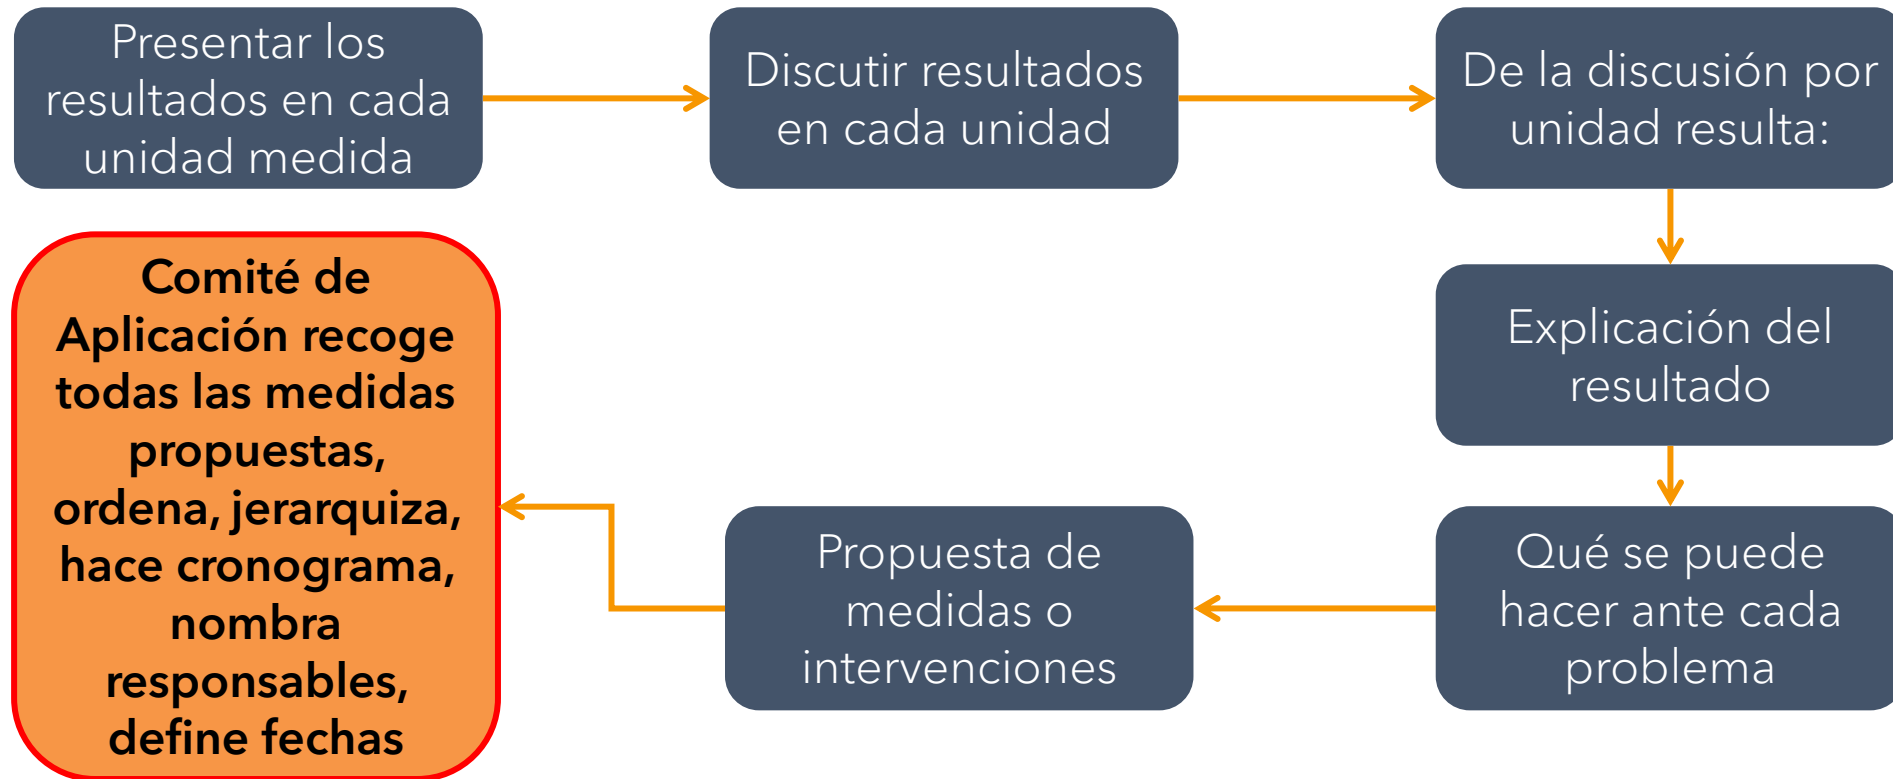 Presentar los
resultados en cada
unidad medida
Discutir resultados
en cada unidad
De la discusión por
unidad resulta:
Explicación del
resultado
Qué se puede
hacer ante cada
problema
Propuesta de
medidas o
intervenciones
Comité de
Aplicación recoge
todas las medidas
propuestas,
ordena, jerarquiza,
hace cronograma,
nombra
responsables,
define fechas